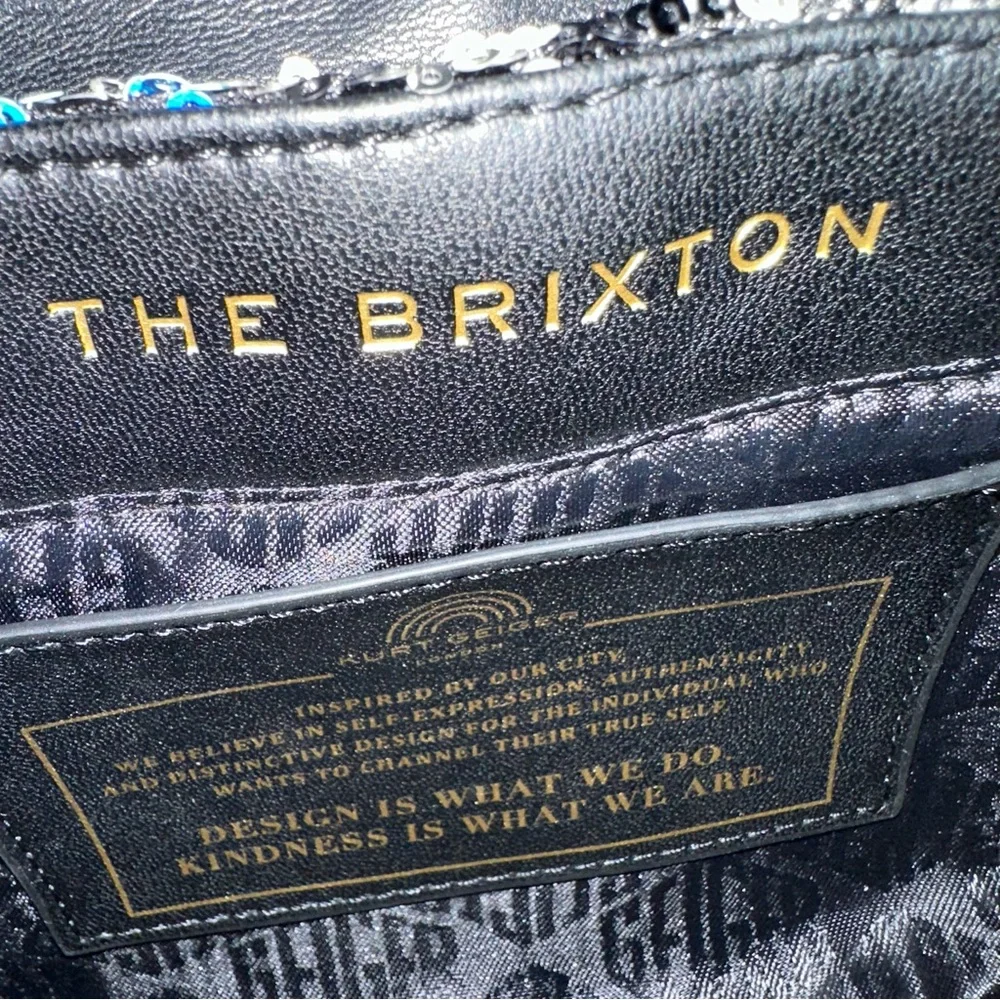 THE BRIXTON
KURT GEIGER
LONDON
INSPIRED BY OUR CITY
WE BELIEVE IN SELF-EXPRESSION, AUTHENTICITY
AND DISTINCTIVE DESIGN FOR THE INDIVIDUAL WHO
WANTS TO CHANNEL THEIR TRUE SELF
DESIGN IS WHAT WE DO.
KINDNESS IS WHAT WE ARE.
GEIGER
GEIGER